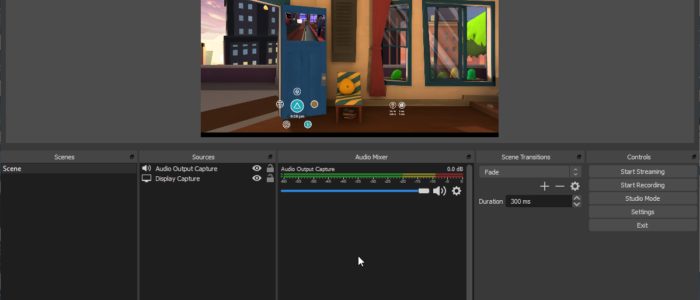 Scenes
Sources
Audio Mixer
Scene Transitions
Controls
Scene
Audio Output Capture
Display Capture
Audio Output Capture
0.0 dB
Fade
Duration
300 ms
Start Streaming
Start Recording
Studio Mode
Settings
Exit